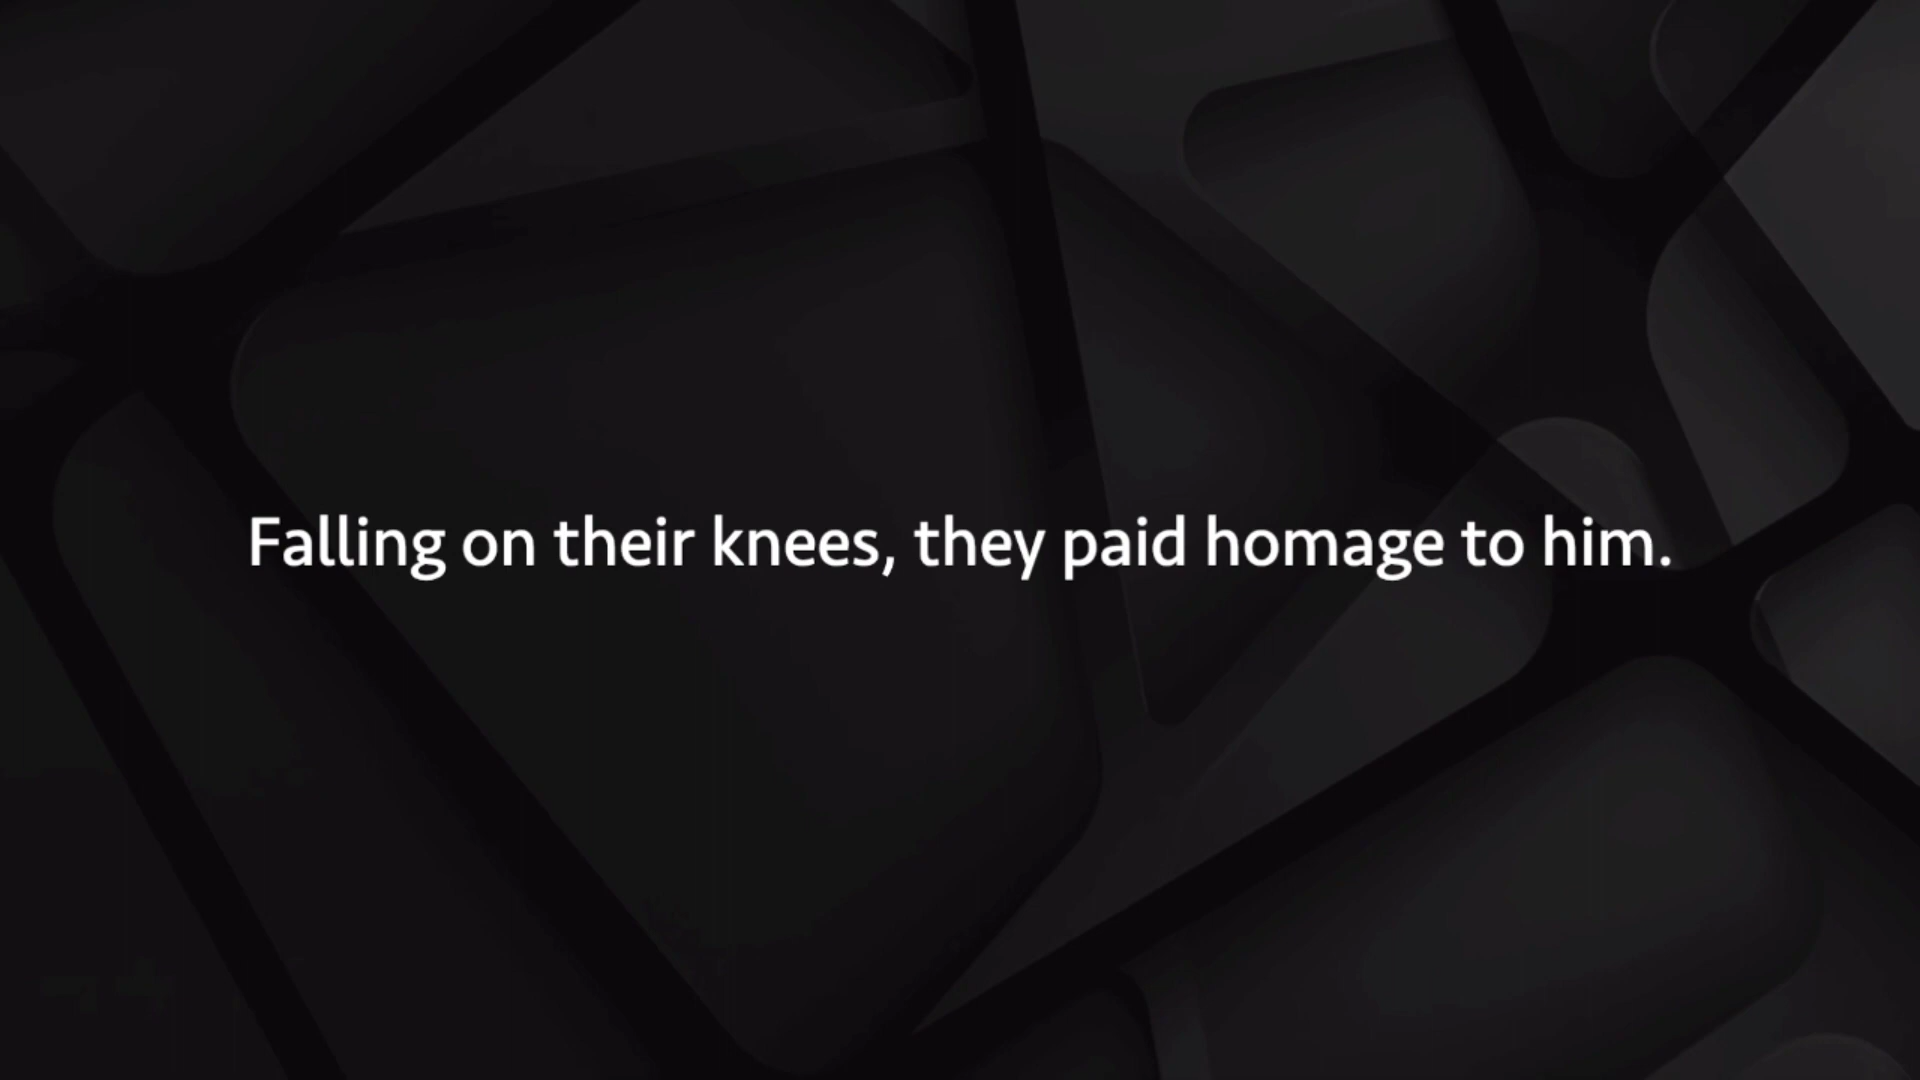 Falling on their knees, they paid homage to him.